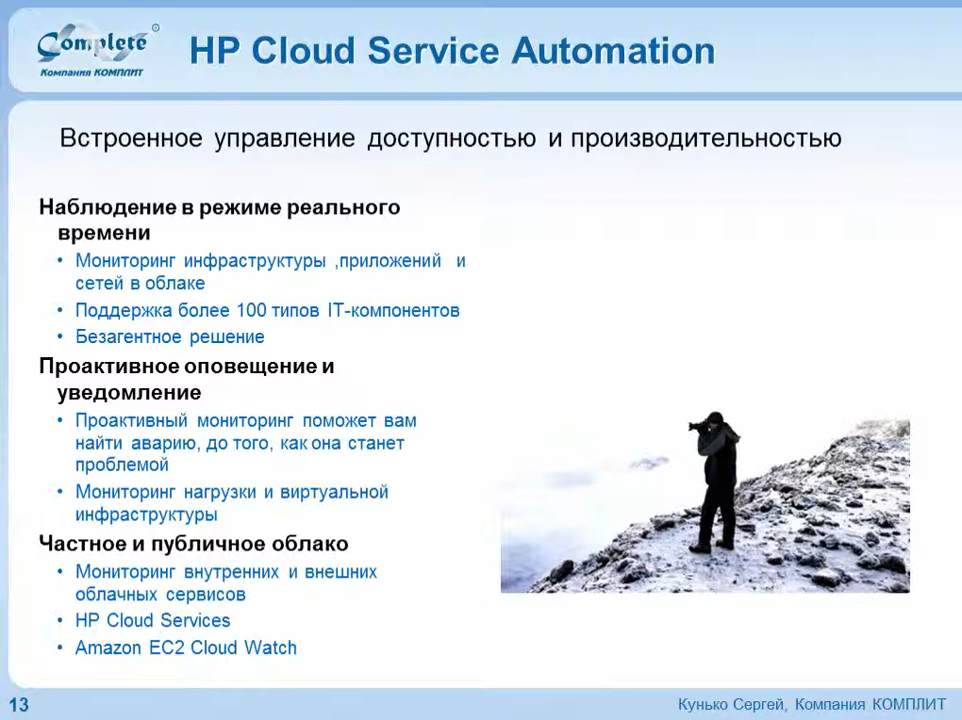 Complete ®
Компания КОМПЛИТ
HP Cloud Service Automation
Встроенное управление доступностью и производительностью
Наблюдение в режиме реального
времени
• Мониторинг инфраструктуры ,приложений и
сетей в облаке
• Поддержка более 100 типов IT-компонентов
• Безагентное решение
Проактивное оповещение и
уведомление
• Проактивный мониторинг поможет вам
найти аварию, до того, как она станет
проблемой
• Мониторинг нагрузки и виртуальной
инфраструктуры
Частное и публичное облако
• Мониторинг внутренних и внешних
облачных сервисов
• HP Cloud Services
• Amazon EC2 Cloud Watch
13
Кунько Сергей, Компания КОМПЛИТ